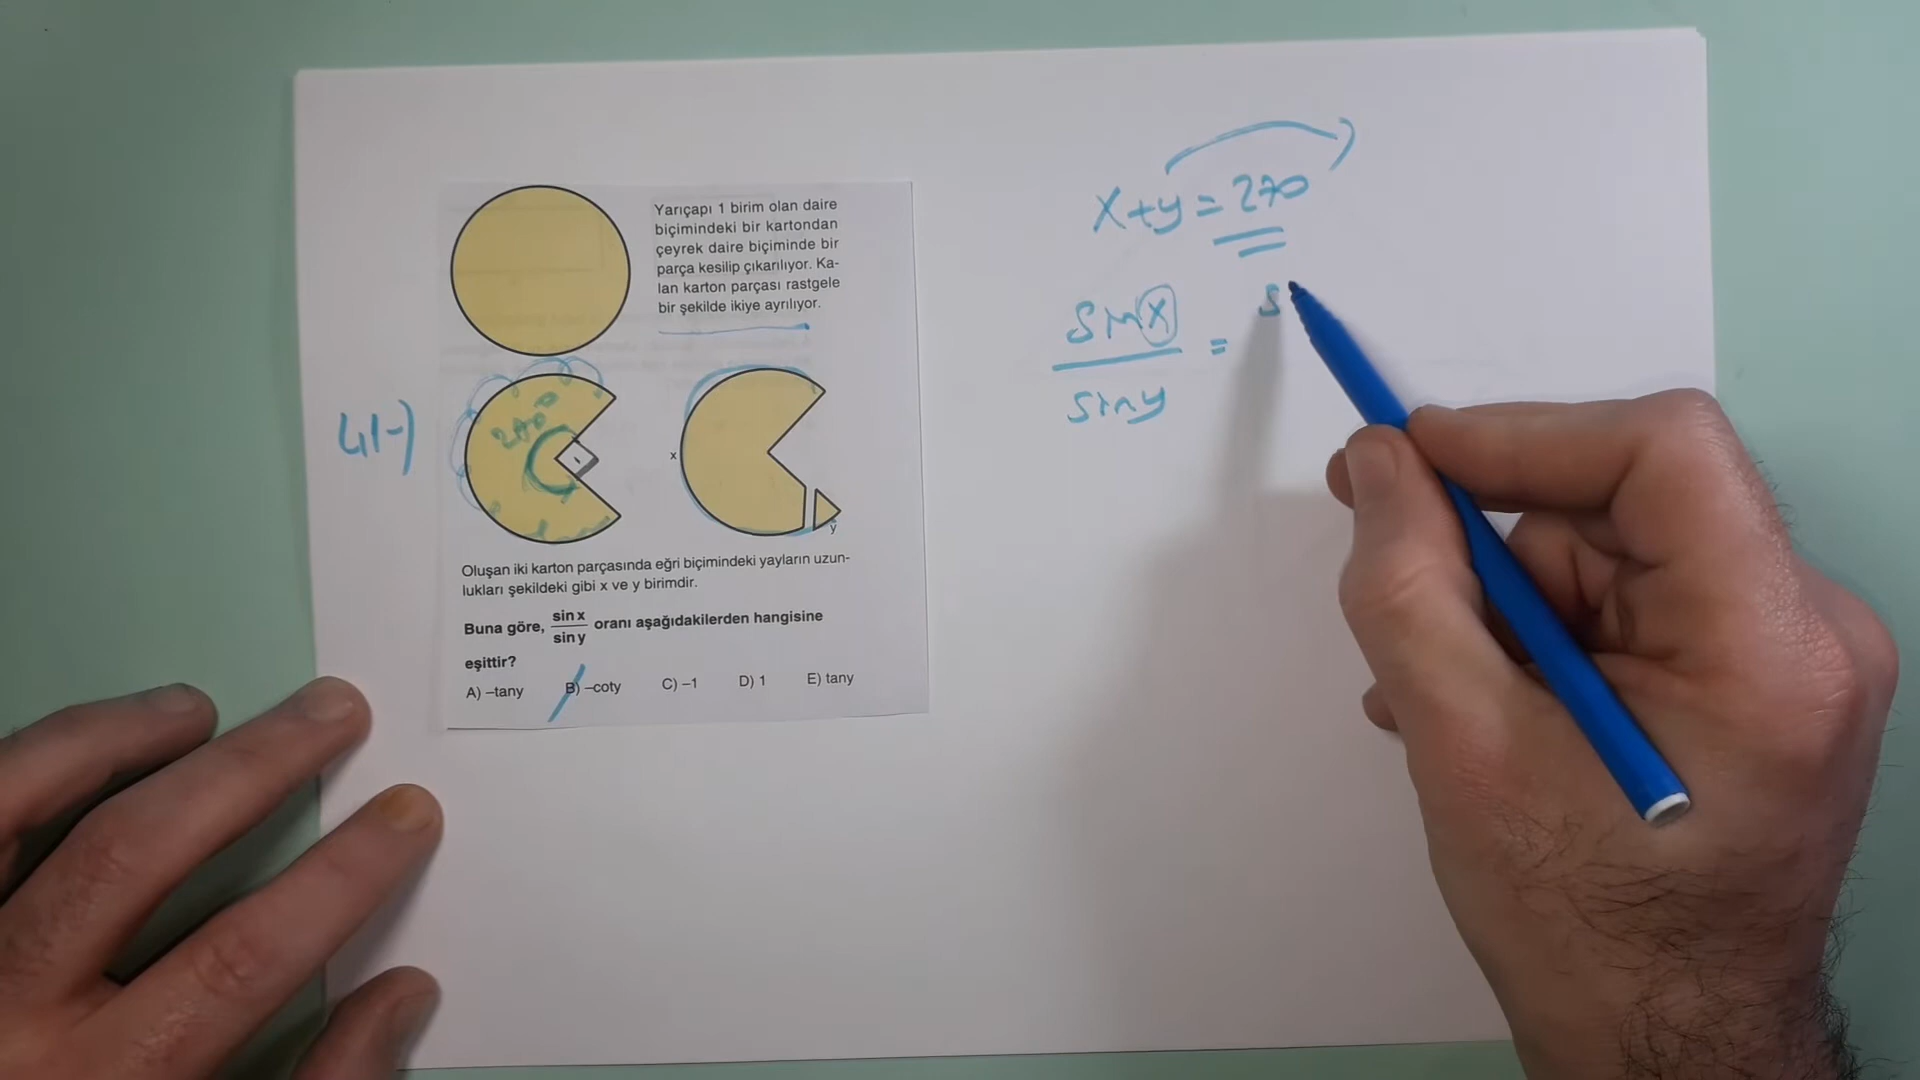 Yarıçapı 1 birim olan daire
biçimindeki bir kartondan
çeyrek daire biçiminde bir
parça kesilip çıkarılıyor. Ka-
lan karton parçası rastgele
bir şekilde ikiye ayrılıyor.
41-)
270°
x
y
Oluşan iki karton parçasında eğri biçimindeki yayların uzun-
lukları şekildeki gibi x ve y birimdir.
Buna göre, sin x / sin y oranı aşağıdakilerden hangisine
eşittir?
A) –tany B) –coty C) –1 D) 1 E) tany
x+y=270
sinx / siny = s